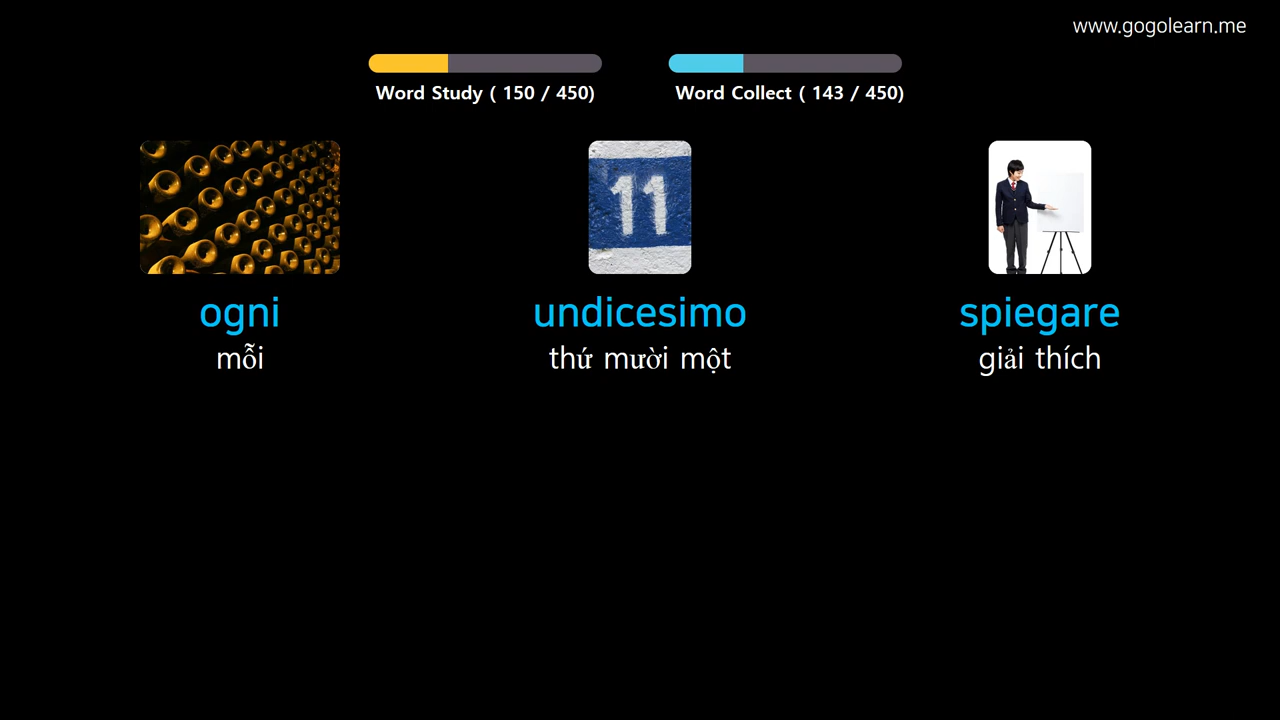 www.gogolearn.me
Word Study ( 150 / 450)
Word Collect ( 143 / 450)
11
ogni
mỗi
undicesimo
thứ mười một
spiegare
giải thích